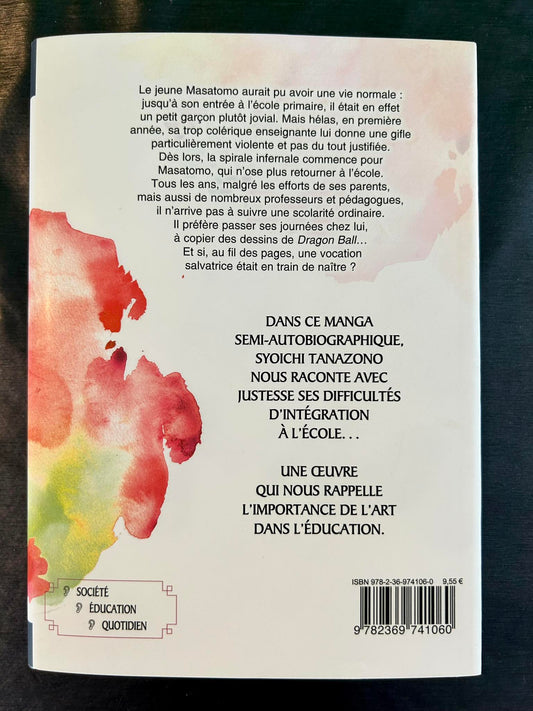 Le jeune Masatomo aurait pu avoir une vie normale :
jusqu’à son entrée à l’école primaire, il était en effet
un petit garçon plutôt jovial. Mais hélas, en première
année, sa trop colérique enseignante lui donne une gifle
particulièrement violente et pas du tout justifiée.
Dès lors, la spirale infernale commence pour
Masatomo, qui n’ose plus retourner à l’école.
Tous les ans, malgré les efforts de ses parents,
mais aussi de nombreux professeurs et pédagogues,
il n’arrive pas à suivre une scolarité ordinaire.
Il préfère passer ses journées chez lui,
à copier des dessins de Dragon Ball…
Et si, au fil des pages, une vocation
salvatrice était en train de naître ?
DANS CE MANGA
SEMI-AUTOBIOGRAPHIQUE,
SYOICHI TANAZONO
NOUS RACONTE AVEC
JUSTESSE SES DIFFICULTÉS
D’INTÉGRATION
À L’ÉCOLE...
UNE ŒUVRE
QUI NOUS RAPPELLE
L’IMPORTANCE DE L’ART
DANS L’ÉDUCATION.
SOCIÉTÉ
ÉDUCATION
QUOTIDIEN
ISBN 978-2-36-974106-0 9,55 €
9 782369 741060